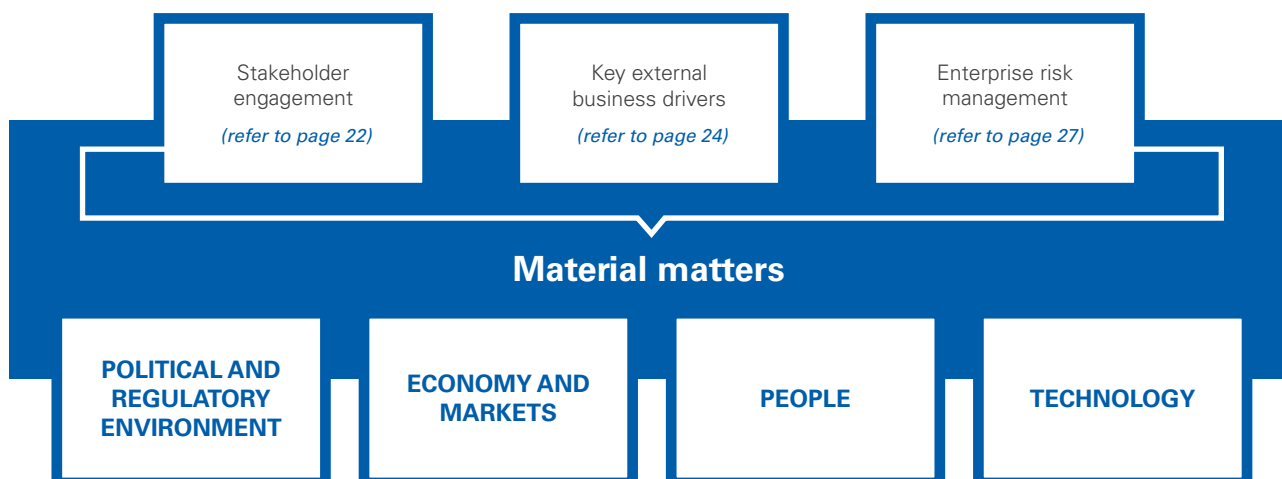 Stakeholder
engagement
(refer to page 22)
Key external
business drivers
(refer to page 24)
Enterprise risk
management
(refer to page 27)
Material matters
POLITICAL AND
REGULATORY
ENVIRONMENT
ECONOMY AND
MARKETS
PEOPLE
TECHNOLOGY